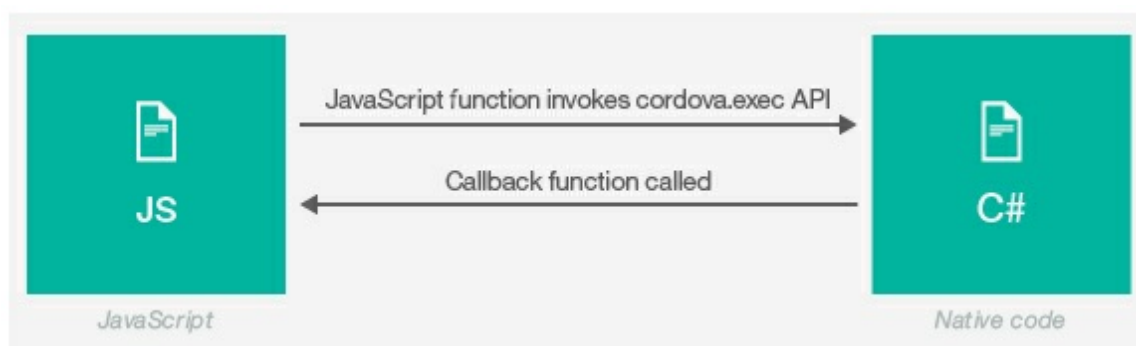 JavaScript function invokes cordova.exec API
Callback function called
JS
C#
JavaScript
Native code